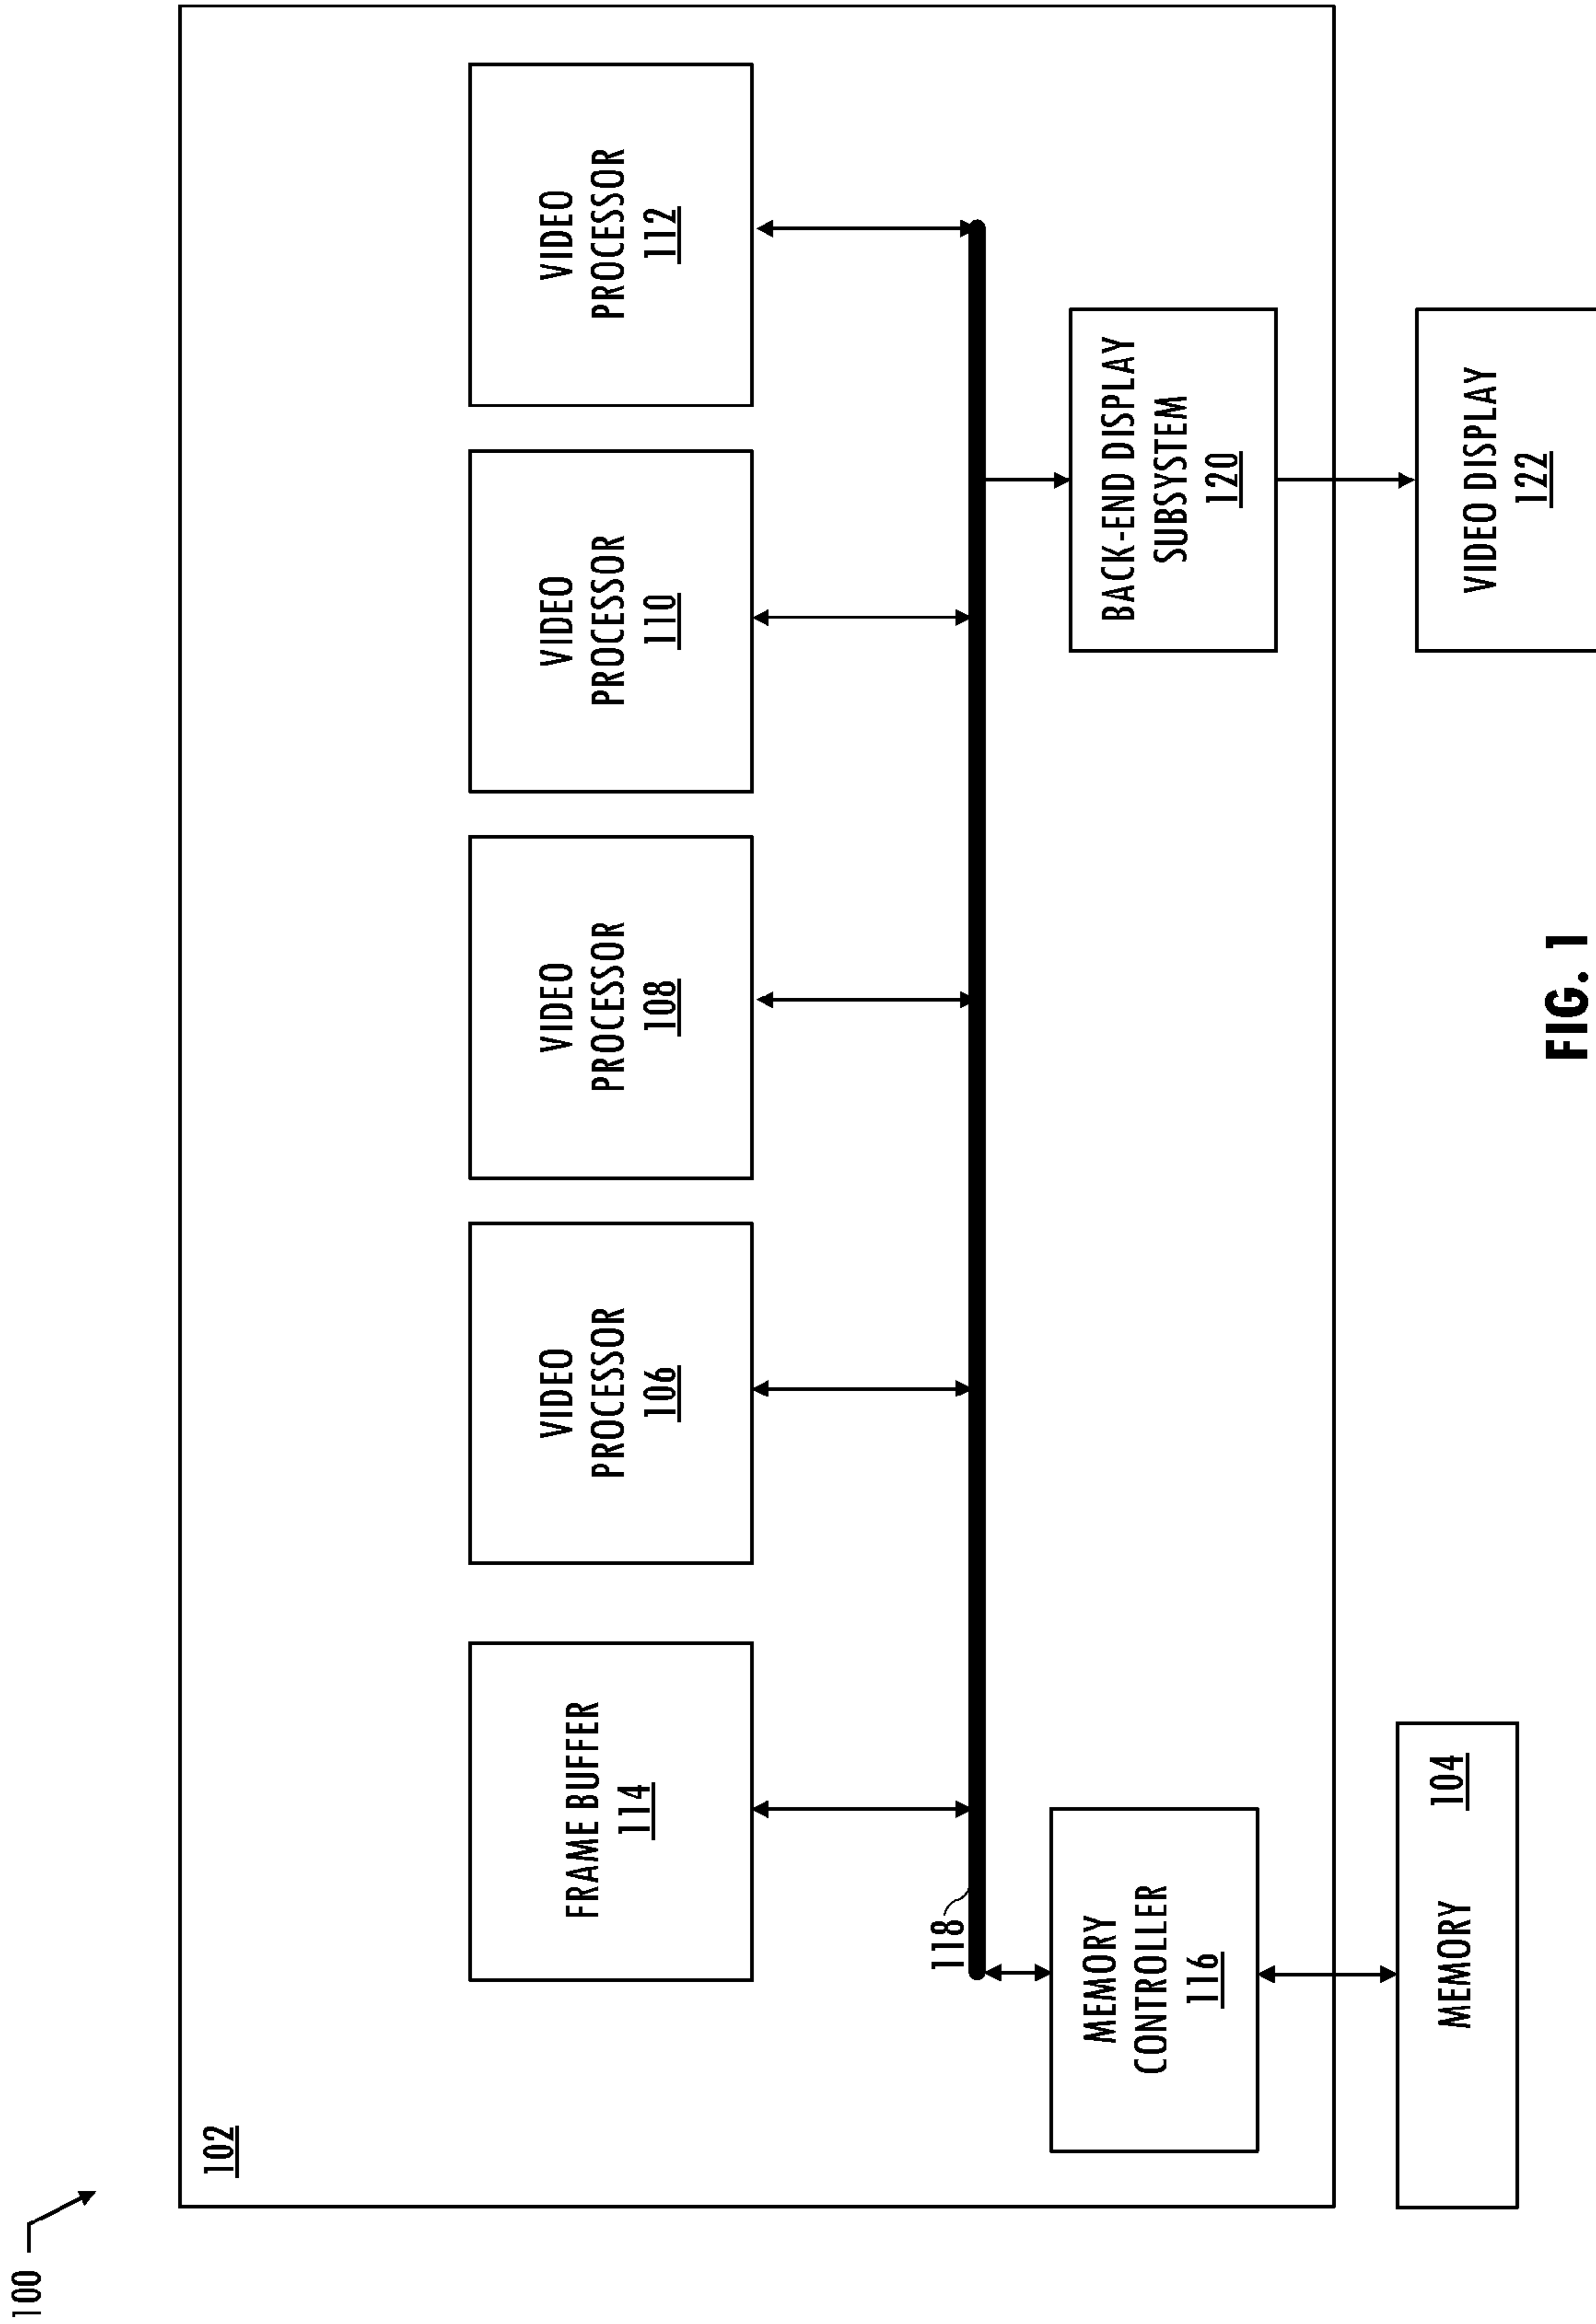 100
102
FRAME BUFFER
114
VIDEO
PROCESSOR
106
VIDEO
PROCESSOR
108
VIDEO
PROCESSOR
110
VIDEO
PROCESSOR
112
118
MEMORY
CONTROLLER
116
BACK-END DISPLAY
SUBSYSTEM
120
MEMORY
104
VIDEO DISPLAY
122
FIG. 1